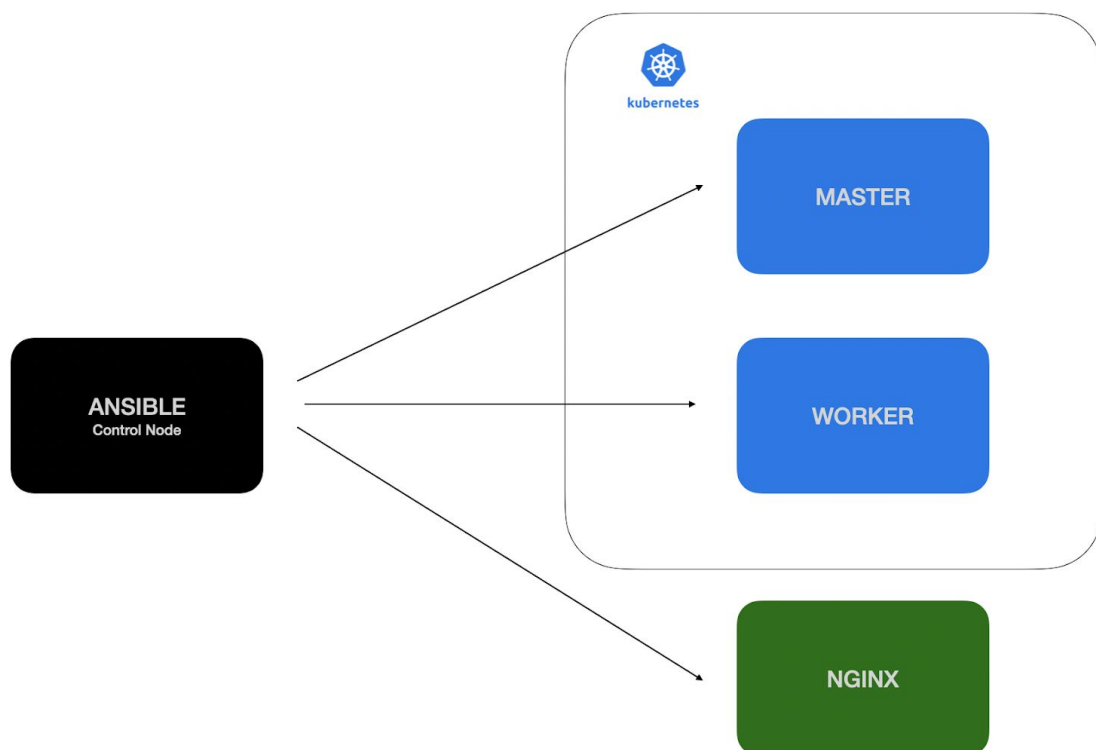 kubernetes
MASTER
ANSIBLE
Control Node
WORKER
NGINX